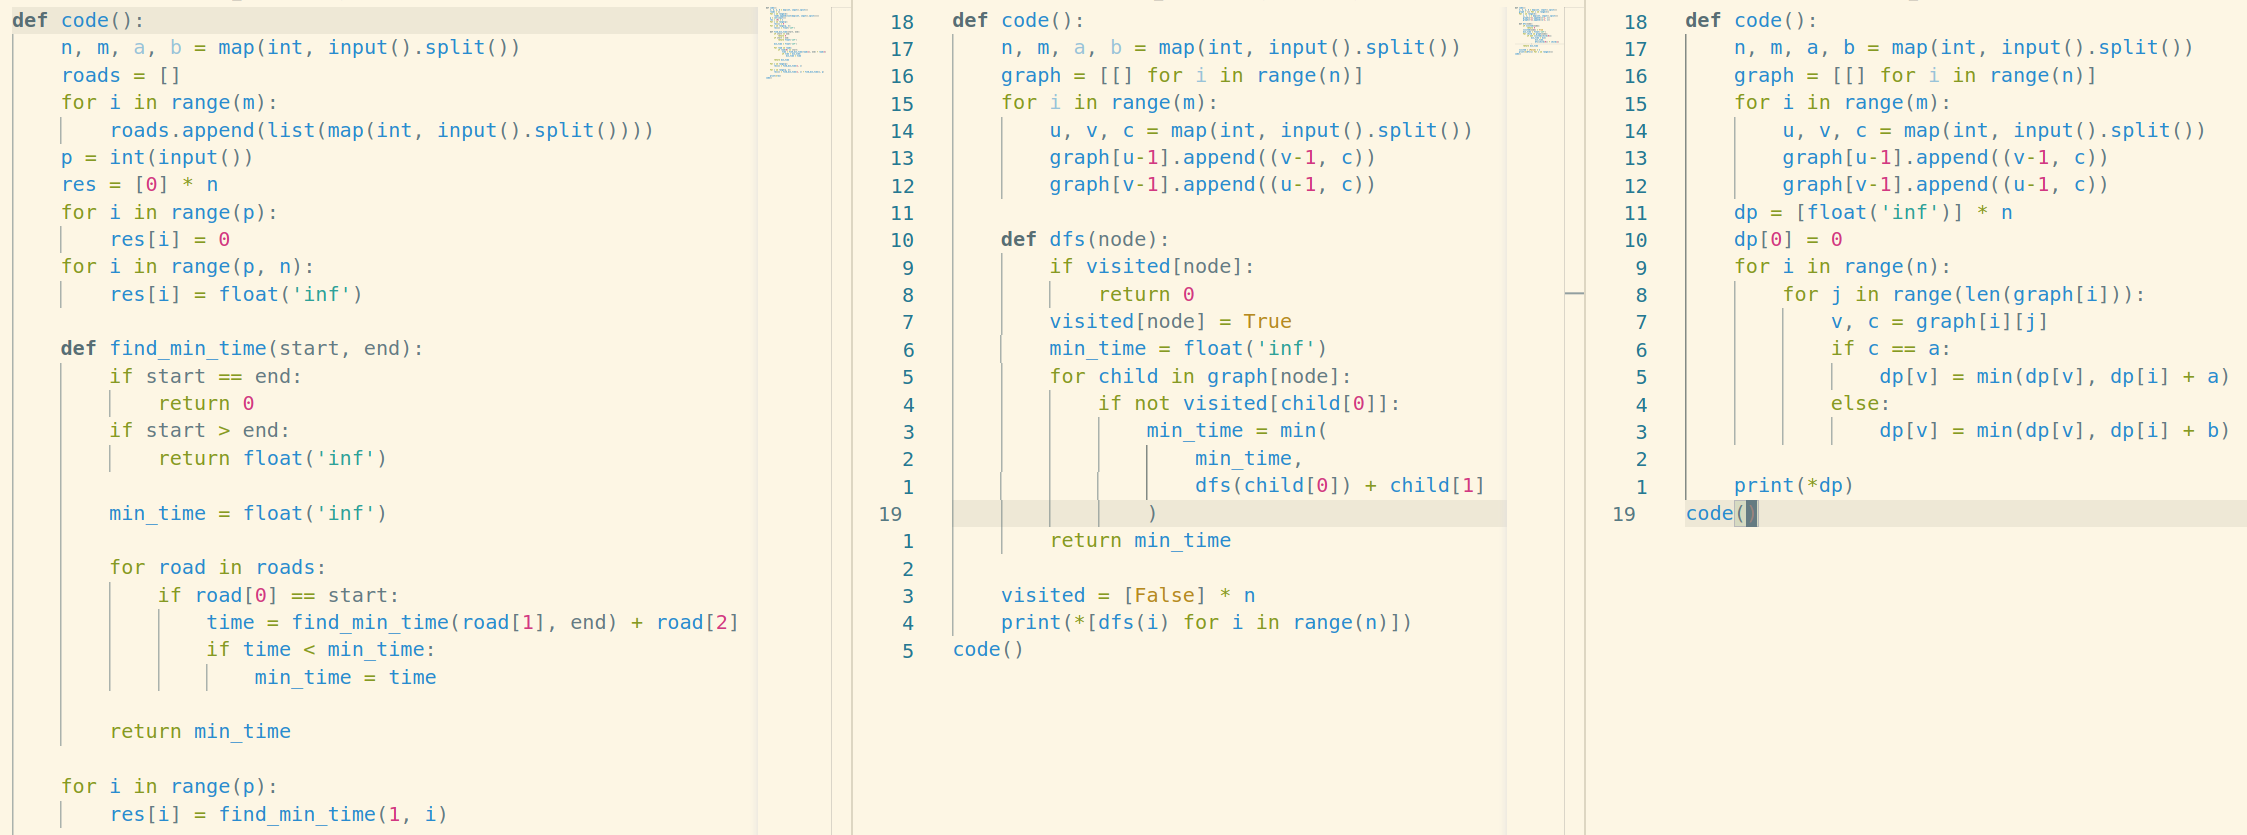 def code():
    n, m, a, b = map(int, input().split())
    roads = []
    for i in range(m):
        roads.append(list(map(int, input().split())))
    p = int(input())
    res = [0] * n
    for i in range(p):
        res[i] = 0
    for i in range(p, n):
        res[i] = float('inf')
    def find_min_time(start, end):
        if start == end:
            return 0
        if start > end:
            return float('inf')
        min_time = float('inf')
        for road in roads:
            if road[0] == start:
                time = find_min_time(road[1], end) + road[2]
                if time < min_time:
                    min_time = time
        return min_time
    for i in range(p):
        res[i] = find_min_time(1, i)
18 def code():
17     n, m, a, b = map(int, input().split())
16     graph = [[] for i in range(n)]
15     for i in range(m):
14         u, v, c = map(int, input().split())
13         graph[u-1].append((v-1, c))
12         graph[v-1].append((u-1, c))
11
10     def dfs(node):
9         if visited[node]:
8             return 0
7         visited[node] = True
6         min_time = float('inf')
5         for child in graph[node]:
4             if not visited[child[0]]:
3                 min_time = min(
2                     min_time,
1                     dfs(child[0]) + child[1]
19                 )
1         return min_time
2
3     visited = [False] * n
4     print(*[dfs(i) for i in range(n)])
5 code()
18 def code():
17     n, m, a, b = map(int, input().split())
16     graph = [[] for i in range(n)]
15     for i in range(m):
14         u, v, c = map(int, input().split())
13         graph[u-1].append((v-1, c))
12         graph[v-1].append((u-1, c))
11     dp = [float('inf')] * n
10     dp[0] = 0
9     for i in range(n):
8         for j in range(len(graph[i])):
7             v, c = graph[i][j]
6             if c == a:
5                 dp[v] = min(dp[v], dp[i] + a)
4             else:
3                 dp[v] = min(dp[v], dp[i] + b)
2
1     print(*dp)
19 code()